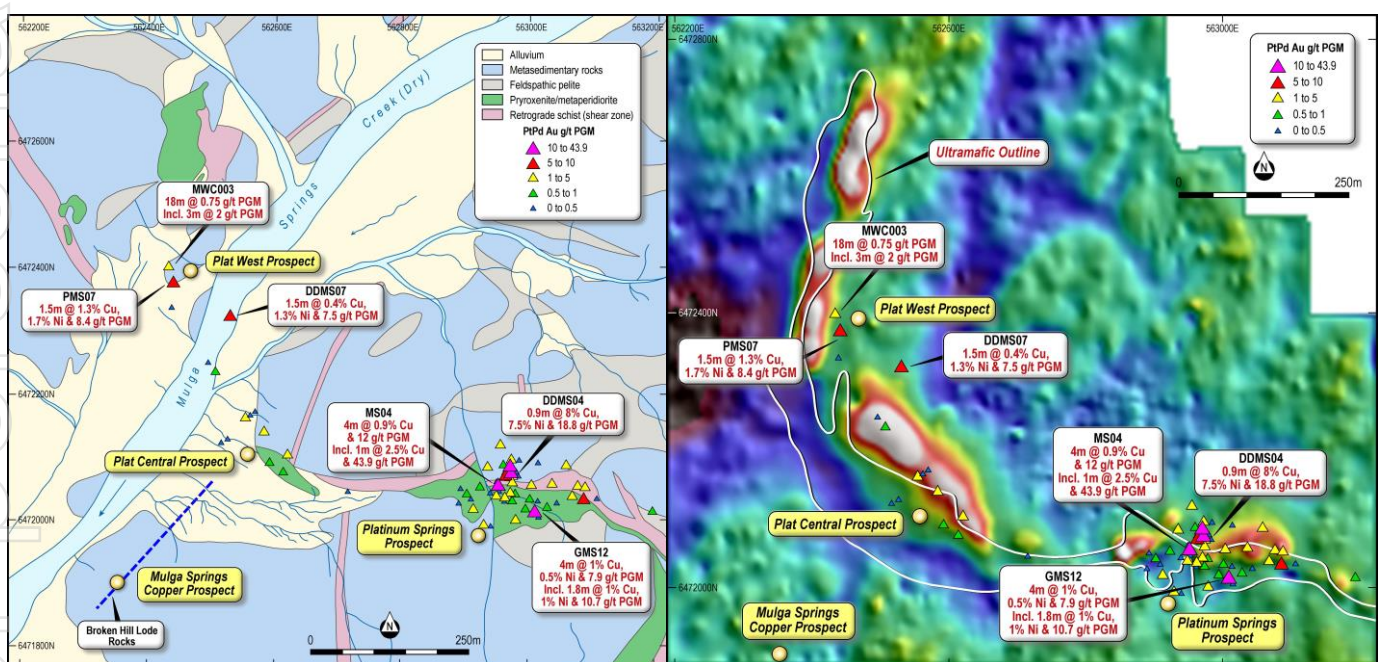 562200E
562400E
562600E
562800E
563000E
563200E
6472600N
6472400N
6472200N
6472000N
6471800N
Alluvium
Metasedimentary rocks
Feldspathic pelite
Pyroxenite/metaperidiorite
Retrograde schist (shear zone)
PtPd Au g/t PGM
10 to 43.9
5 to 10
1 to 5
0.5 to 1
0 to 0.5
Creek (Dry)
Springs
Mulga
MWC003
18m @ 0.75 g/t PGM
Incl. 3m @ 2 g/t PGM
Plat West Prospect
PMS07
1.5m @ 1.3% Cu,
1.7% Ni & 8.4 g/t PGM
DDMS07
1.5m @ 0.4% Cu,
1.3% Ni & 7.5 g/t PGM
MS04
4m @ 0.9% Cu
& 12 g/t PGM
Incl. 1m @ 2.5% Cu
& 43.9 g/t PGM
DDMS04
0.9m @ 8% Cu,
7.5% Ni & 18.8 g/t PGM
Plat Central Prospect
Platinum Springs
Prospect
GMS12
4m @ 1% Cu,
0.5% Ni & 7.9 g/t PGM
Incl. 1.8m @ 1% Cu,
1% Ni & 10.7 g/t PGM
Mulga Springs
Copper Prospect
Broken Hill Lode
Rocks
N
0
250m
562200E
562600E
563000E
6472800N
6472400N
6472000N
PtPd Au g/t PGM
10 to 43.9
5 to 10
1 to 5
0.5 to 1
0 to 0.5
N
0
250m
Ultramafic Outline
MWC003
18m @ 0.75 g/t PGM
Incl. 3m @ 2 g/t PGM
Plat West Prospect
PMS07
1.5m @ 1.3% Cu,
1.7% Ni & 8.4 g/t PGM
DDMS07
1.5m @ 0.4% Cu,
1.3% Ni & 7.5 g/t PGM
MS04
4m @ 0.9% Cu
& 12 g/t PGM
Incl. 1m @ 2.5% Cu
& 43.9 g/t PGM
DDMS04
0.9m @ 8% Cu,
7.5% Ni & 18.8 g/t PGM
Plat Central Prospect
GMS12
4m @ 1% Cu,
0.5% Ni & 7.9 g/t PGM
Incl. 1.8m @ 1% Cu,
1% Ni & 10.7 g/t PGM
Mulga Springs
Copper Prospect
Platinum Springs
Prospect